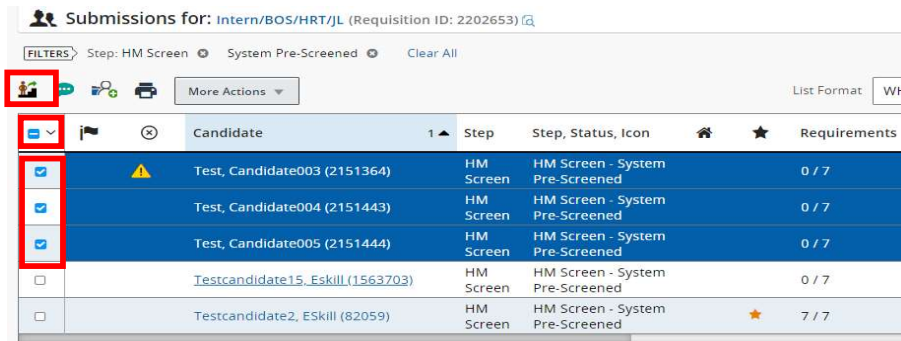 Submissions for: Intern/BOS/HRT/JL (Requisition ID: 2202653)
FILTERS Step: HM Screen System Pre-Screened Clear All
More Actions List Format WH
Candidate 1 Step Step, Status, Icon Requirements
Test, Candidate003 (2151364) HM Screen HM Screen - System Pre-Screened 0 / 7
Test, Candidate004 (2151443) HM Screen HM Screen - System Pre-Screened 0 / 7
Test, Candidate005 (2151444) HM Screen HM Screen - System Pre-Screened 0 / 7
Testcandidate15, Eskill (1563703) HM Screen HM Screen - System Pre-Screened 0 / 7
Testcandidate2, ESkill (82059) HM Screen HM Screen - System Pre-Screened 7 / 7